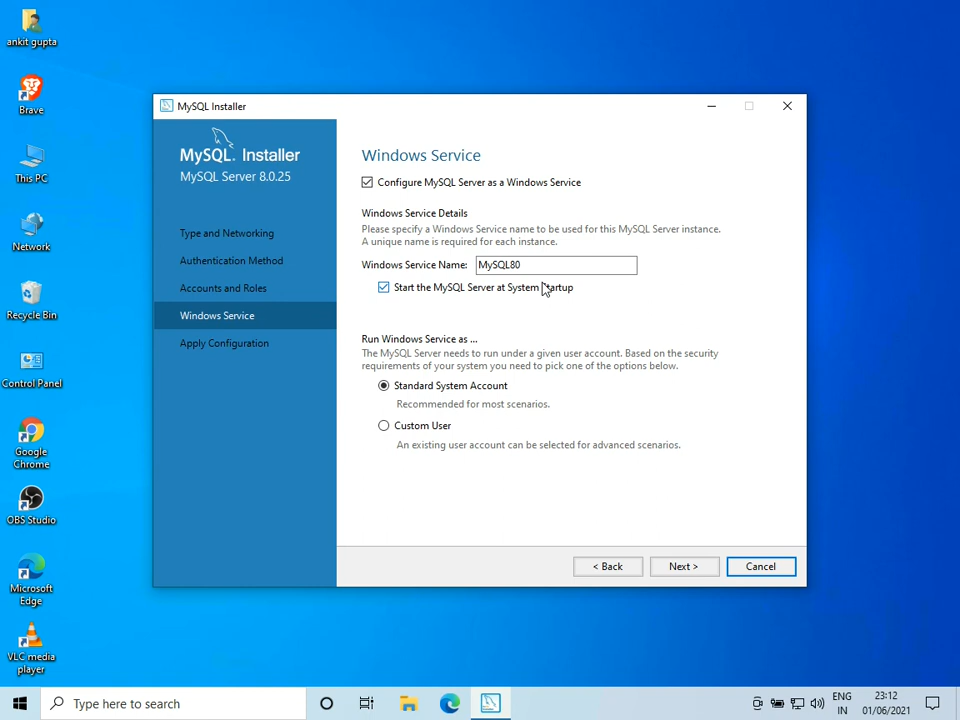 ankit gupta
Brave
This PC
Network
Recycle Bin
Control Panel
Google
Chrome
OBS Studio
Microsoft
Edge
VLC media
player
MySQL Installer
MySQL. Installer
MySQL Server 8.0.25
Type and Networking
Authentication Method
Accounts and Roles
Windows Service
Apply Configuration
Windows Service
Configure MySQL Server as a Windows Service
Windows Service Details
Please specify a Windows Service name to be used for this MySQL Server instance.
A unique name is required for each instance.
Windows Service Name: MySQL80
Start the MySQL Server at System Startup
Run Windows Service as ...
The MySQL Server needs to run under a given user account. Based on the security
requirements of your system you need to pick one of the options below.
Standard System Account
Recommended for most scenarios.
Custom User
An existing user account can be selected for advanced scenarios.
< Back
Next >
Cancel
Type here to search
ENG
IN
23:12
01/06/2021